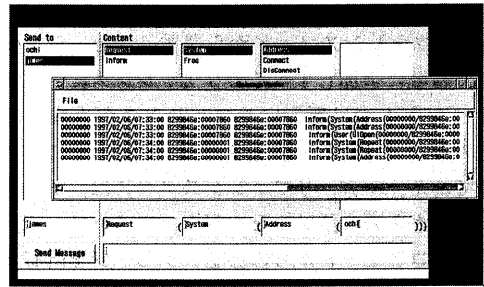 Send to Content
ochi Request System Address
james Inform Free Connect
DisConnect
File
00000000 1997/02/06/07:33:00 8299846e:00007860 8299846e:00007860 Inform(System(Address(00000000/8299846e:00
00000000 1997/02/06/07:33:00 8299846e:00007860 8299846e:00007860 Inform(System(Address(00000000/8299846e:00
00000000 1997/02/06/07:34:00 8299846e:00007860 8299846e:00007860 Inform(User(UIOpen(00000000/8299846e:00
00000000 1997/02/06/07:34:00 8299846e:00000001 8299846e:00007860 Inform(System(Repeat(00000000/8299846e:00
00000000 1997/02/06/07:34:00 8299846e:00000001 8299846e:00007860 Inform(System(Repeat(00000000/8299846e:00
00000000 1997/02/06/07:34:00 8299846e:00000001 8299846e:00007860 Inform(System(Address(00000000/8299846e:0
james Request ( System ( Address ( ochi )))
Send Message